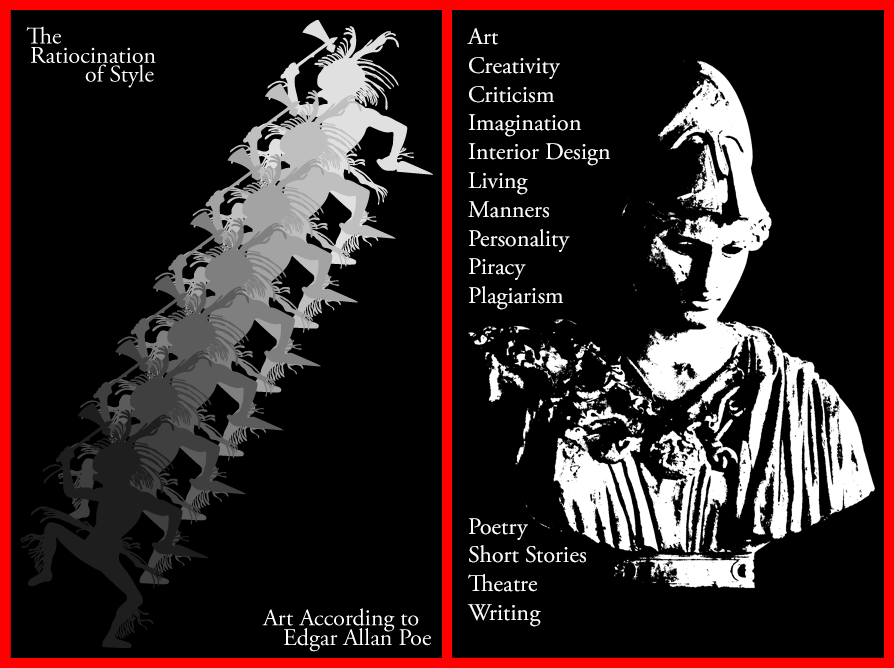 The
Ratiocination
of Style
Art According to
Edgar Allan Poe
Art
Creativity
Criticism
Imagination
Interior Design
Living
Manners
Personality
Piracy
Plagiarism
Poetry
Short Stories
Theatre
Writing